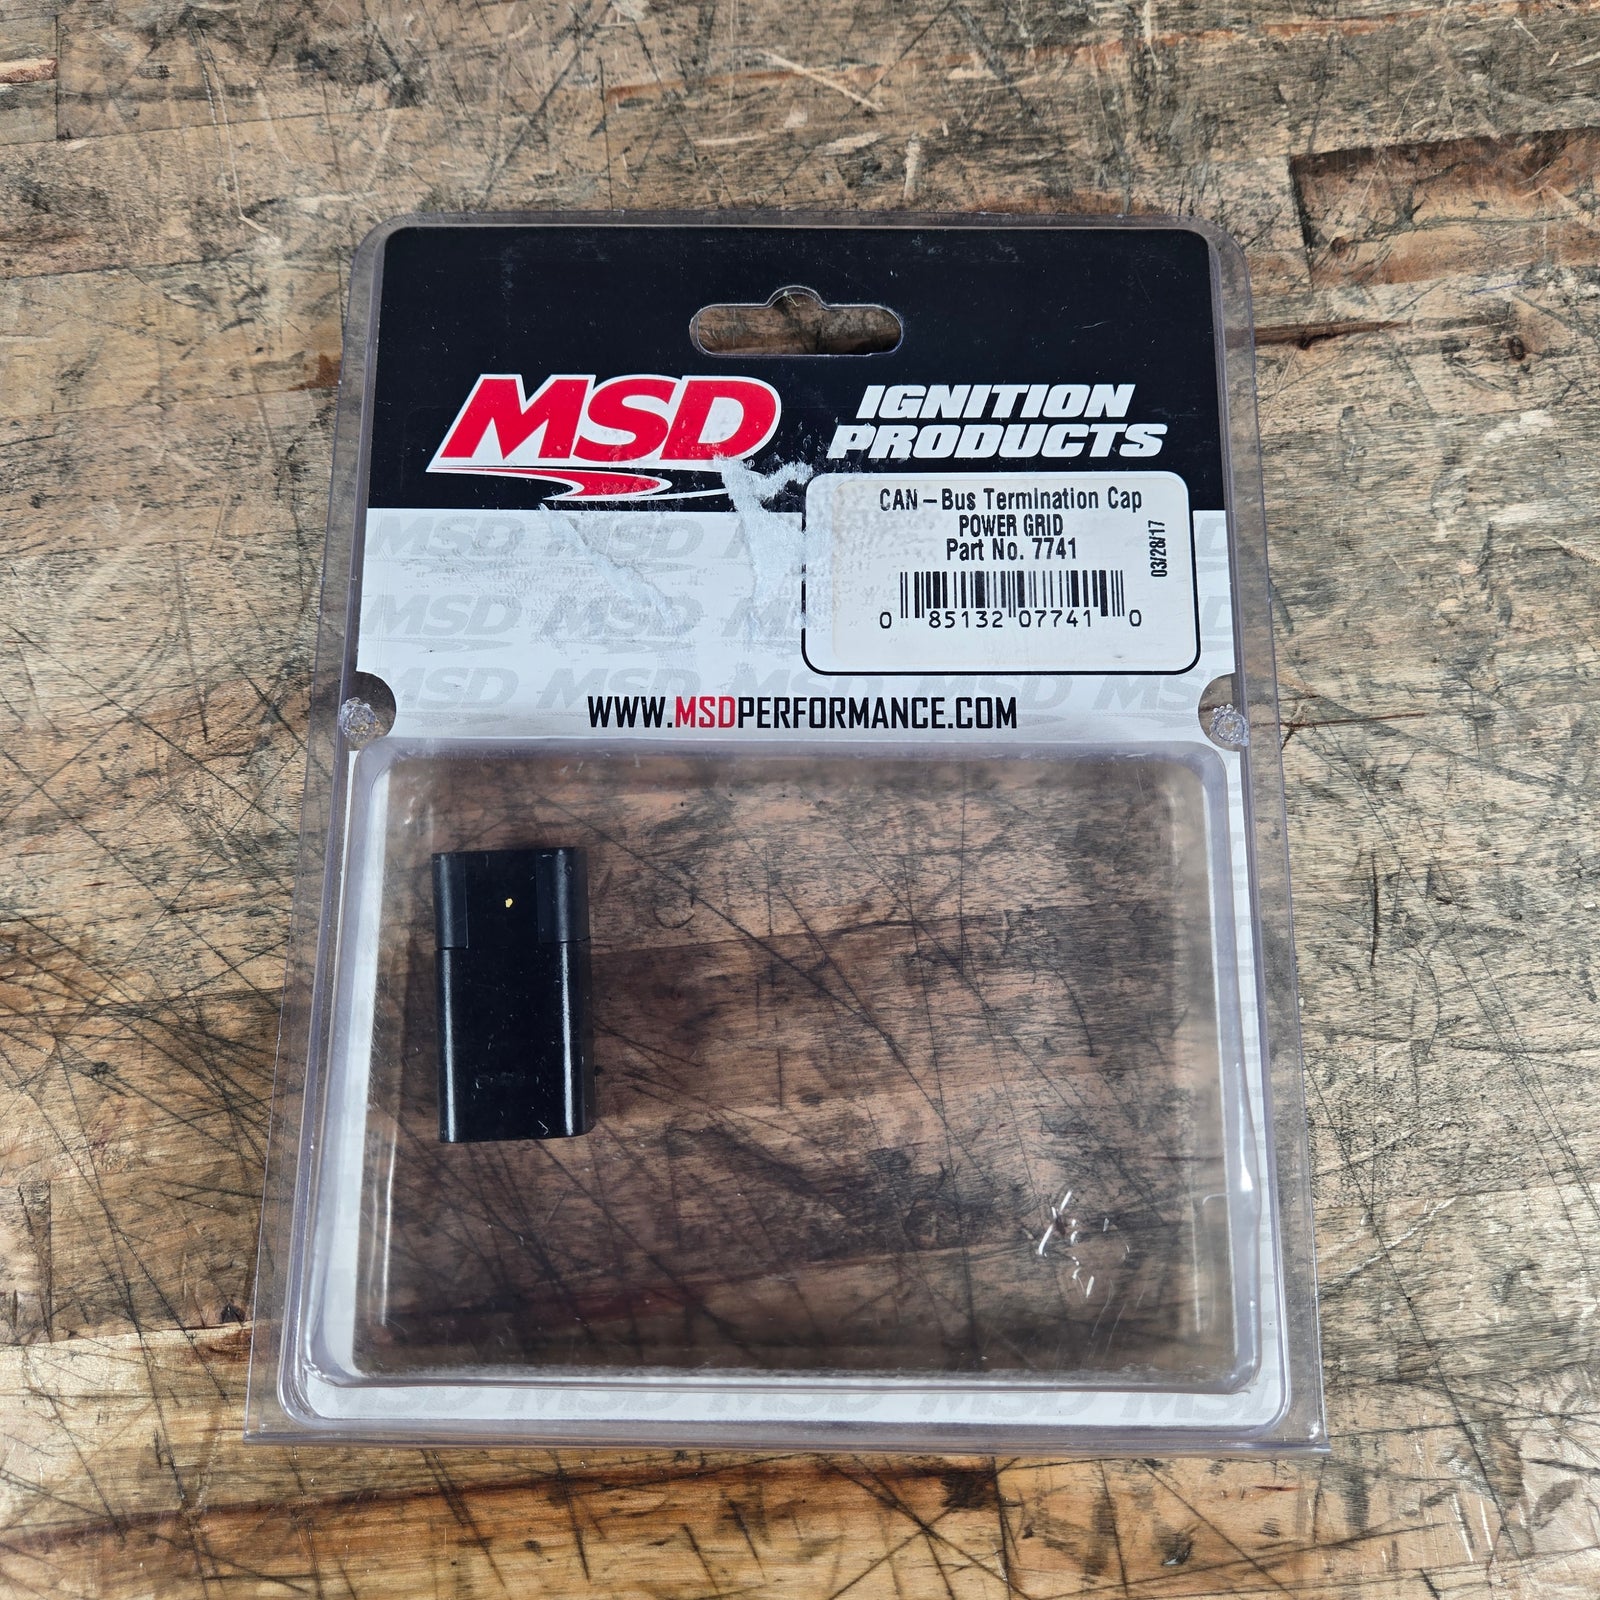 MSD
IGNITION
PRODUCTS
CAN-Bus Termination Cap
POWER GRID
Part No. 7741
03/28/17
0 85132 07741 0
WWW.MSDPERFORMANCE.COM